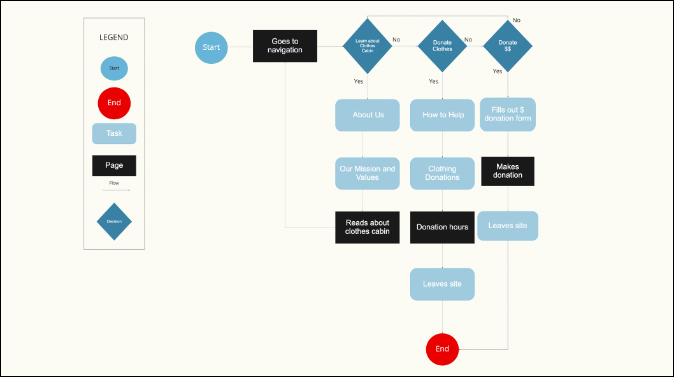 LEGEND
Start
End
Task
Page
Flow
Decision
Start
Goes to
navigation
Learn about
Clothes
Cabin
No
Donate
Clothes
No
Donate
$$
No
Yes
Yes
Yes
About Us
How to Help
Fills out $
donation form
Our Mission and
Values
Clothing
Donations
Makes
donation
Reads about
clothes cabin
Donation hours
Leaves site
Leaves site
End